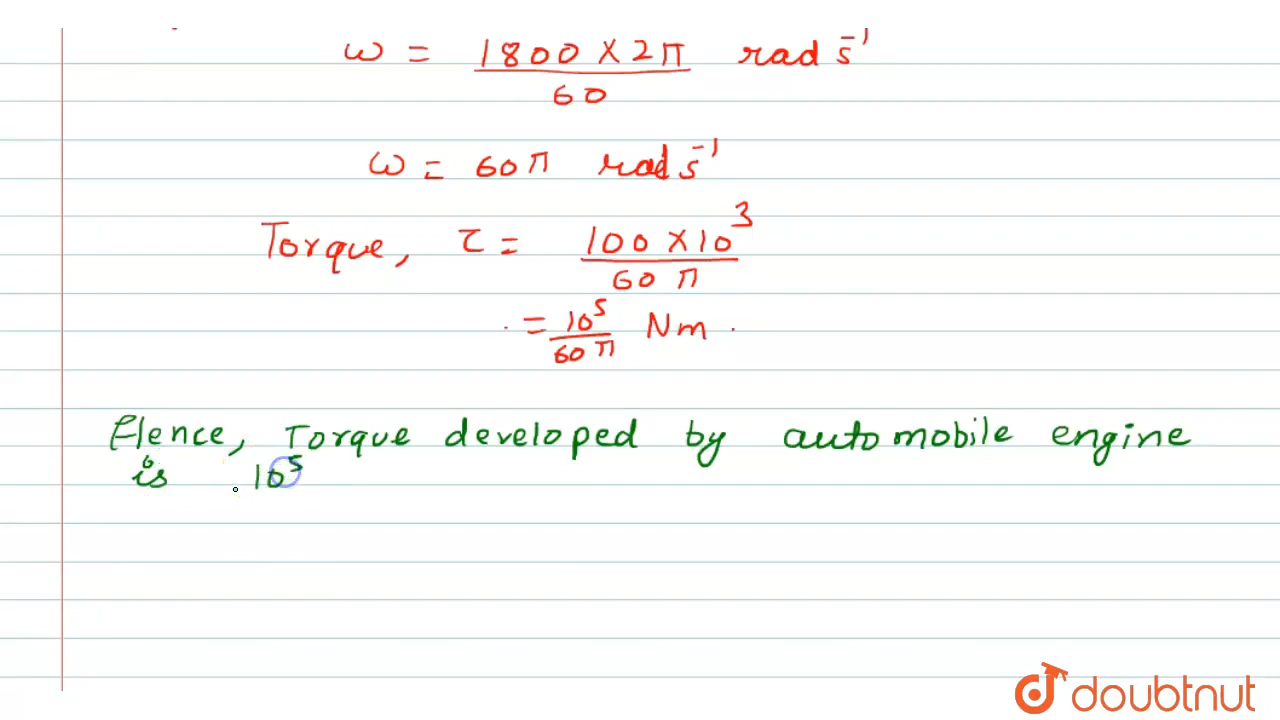 ω = 1800 × 2π / 60 rad s⁻¹
ω = 60π rad s⁻¹
Torque, τ = 100 × 10³ / 60 π
= 10⁵ / 60 π Nm
Hence, Torque developed by automobile engine
is 10⁵
doubtnut